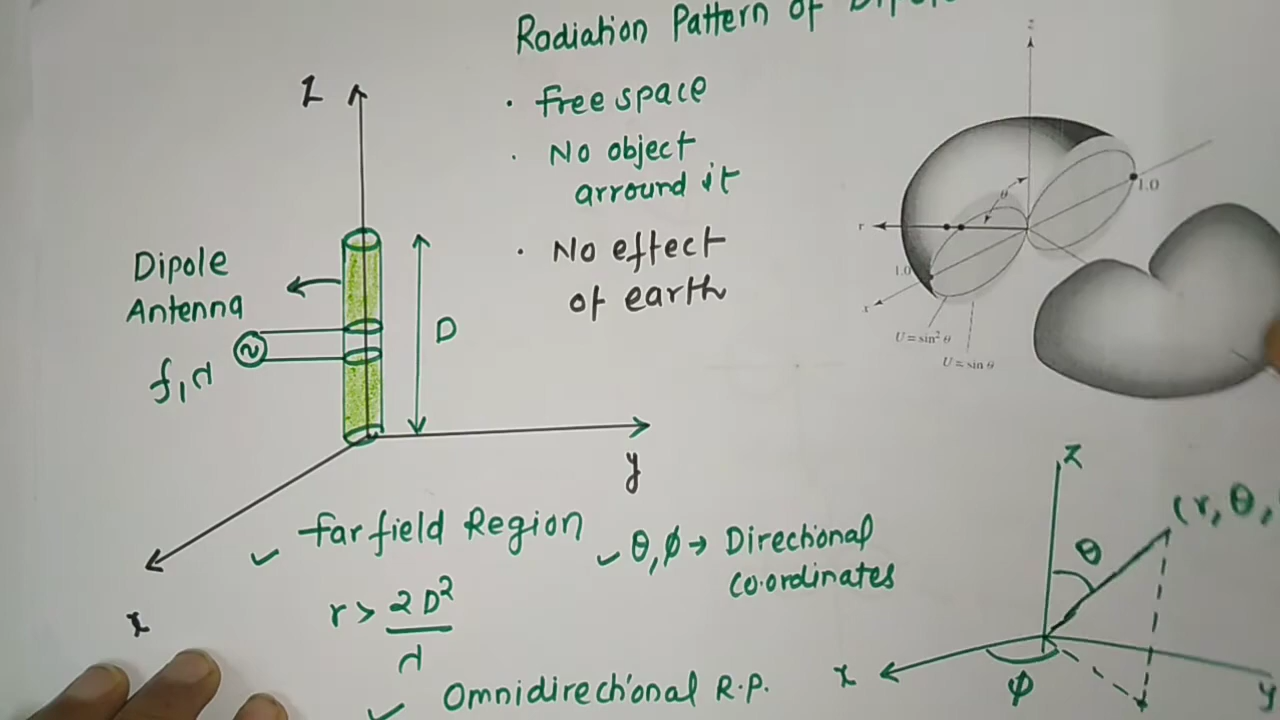 Radiation Pattern of
• free space
• No object
arround it
• No effect
of earth
Z
Dipole
Antenna
D
f, λ
y
x
z
θ
1.0
r
1.0
x
U = sin² θ
U = sin θ
✓ far field Region
r > 2D²
λ
✓ θ, ϕ → Directional
co.ordinates
✓ Omnidirectional R.P.
z
(r, θ,
θ
x
φ
y